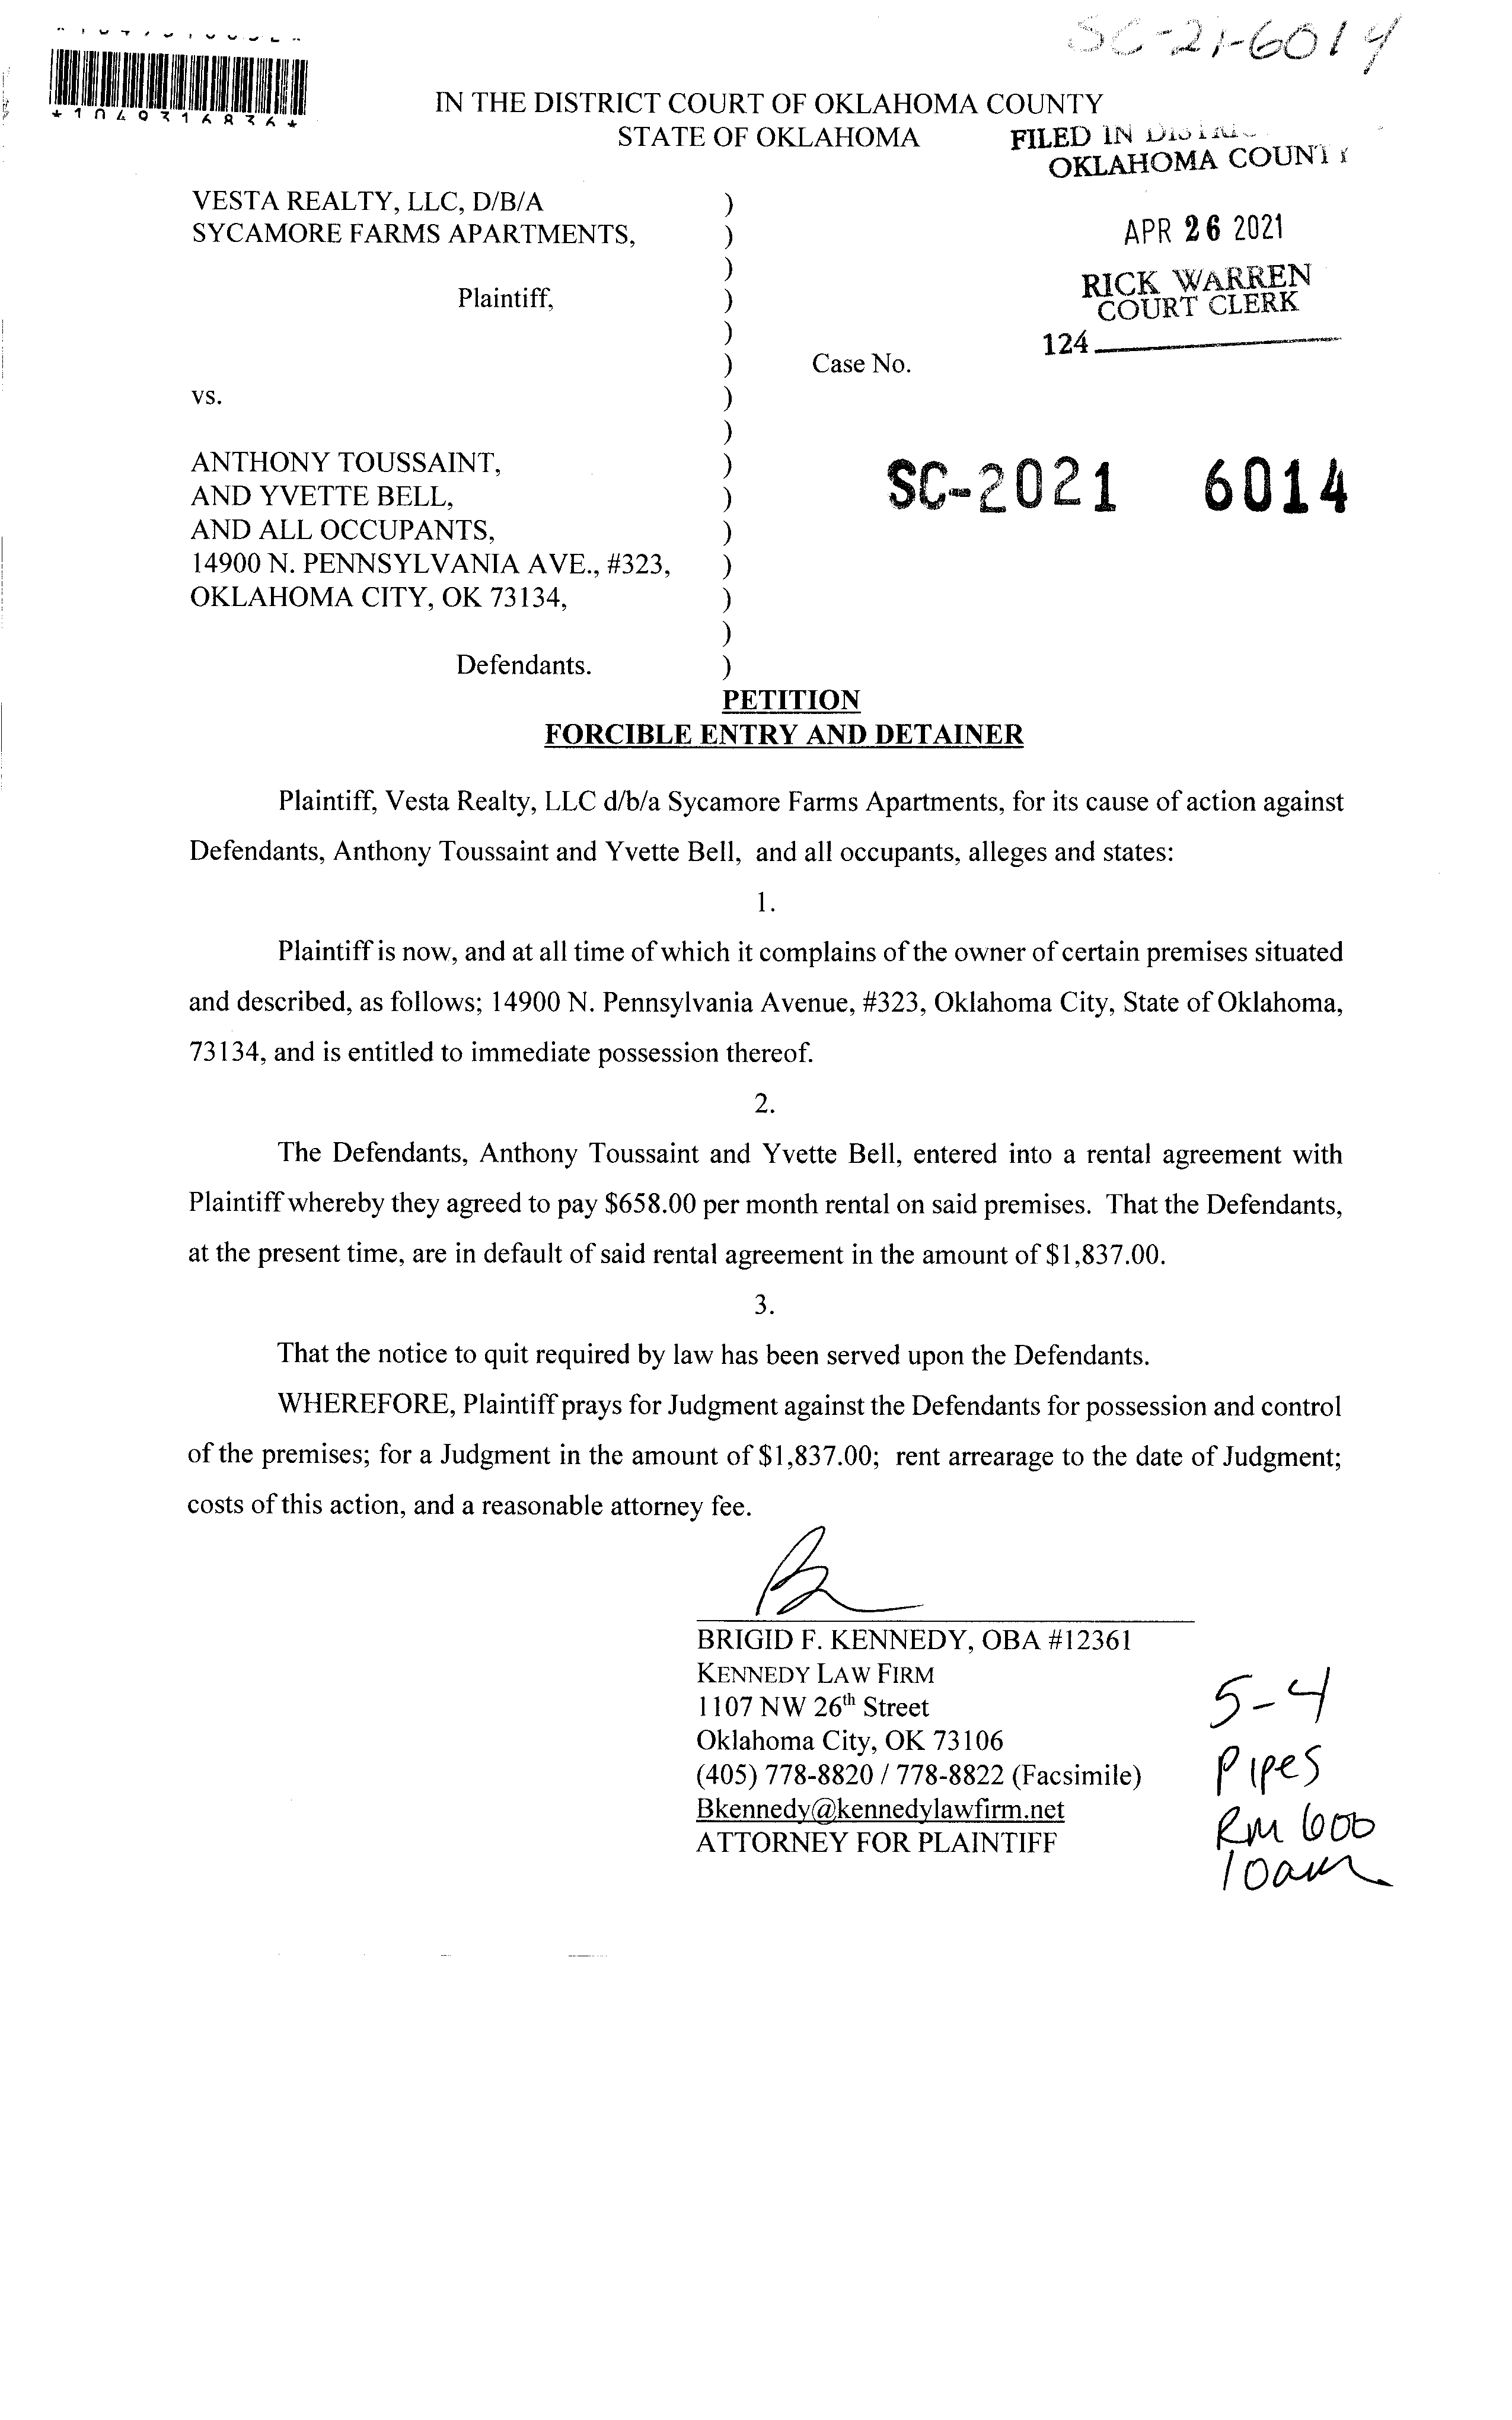 SC-21-6014
*1049316836*
IN THE DISTRICT COURT OF OKLAHOMA COUNTY
STATE OF OKLAHOMA
FILED IN
OKLAHOMA COUNTY
VESTA REALTY, LLC, D/B/A )
SYCAMORE FARMS APARTMENTS, )
APR 26 2021
)
Plaintiff, )
RICK WARREN
COURT CLERK
)
124
) Case No.
vs. )
)
ANTHONY TOUSSAINT, )
AND YVETTE BELL, ) SC-2021 6014
AND ALL OCCUPANTS, )
14900 N. PENNSYLVANIA AVE., #323, )
OKLAHOMA CITY, OK 73134, )
)
Defendants. )
PETITION
FORCIBLE ENTRY AND DETAINER
Plaintiff, Vesta Realty, LLC d/b/a Sycamore Farms Apartments, for its cause of action against
Defendants, Anthony Toussaint and Yvette Bell, and all occupants, alleges and states:
1.
Plaintiff is now, and at all time of which it complains of the owner of certain premises situated
and described, as follows; 14900 N. Pennsylvania Avenue, #323, Oklahoma City, State of Oklahoma,
73134, and is entitled to immediate possession thereof.
2.
The Defendants, Anthony Toussaint and Yvette Bell, entered into a rental agreement with
Plaintiff whereby they agreed to pay $658.00 per month rental on said premises. That the Defendants,
at the present time, are in default of said rental agreement in the amount of $1,837.00.
3.
That the notice to quit required by law has been served upon the Defendants.
WHEREFORE, Plaintiff prays for Judgment against the Defendants for possession and control
of the premises; for a Judgment in the amount of $1,837.00; rent arrearage to the date of Judgment;
costs of this action, and a reasonable attorney fee.
BRIGID F. KENNEDY, OBA #12361
KENNEDY LAW FIRM
1107 NW 26th Street
Oklahoma City, OK 73106
(405) 778-8820 / 778-8822 (Facsimile)
Bkennedy@kennedylawfirm.net
ATTORNEY FOR PLAINTIFF
5-4
Pipes
RM 600
10am